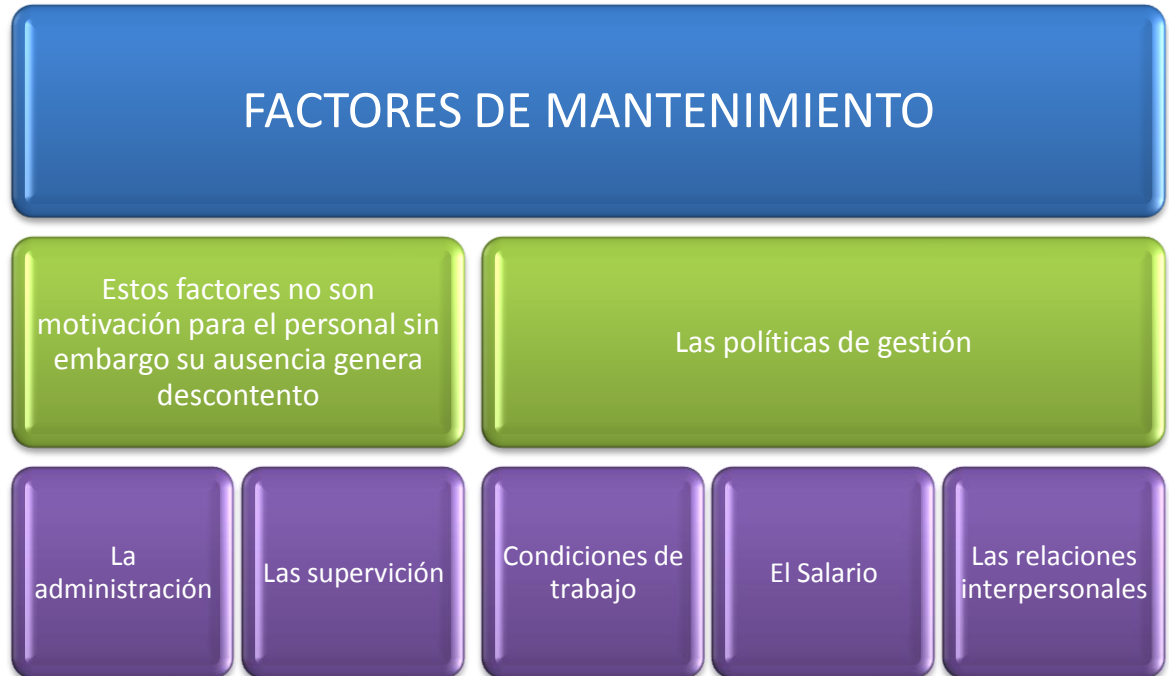 FACTORES DE MANTENIMIENTO
Estos factores no son
motivación para el personal sin
embargo su ausencia genera
descontento
Las políticas de gestión
La
administración
Las supervición
Condiciones de
trabajo
El Salario
Las relaciones
interpersonales